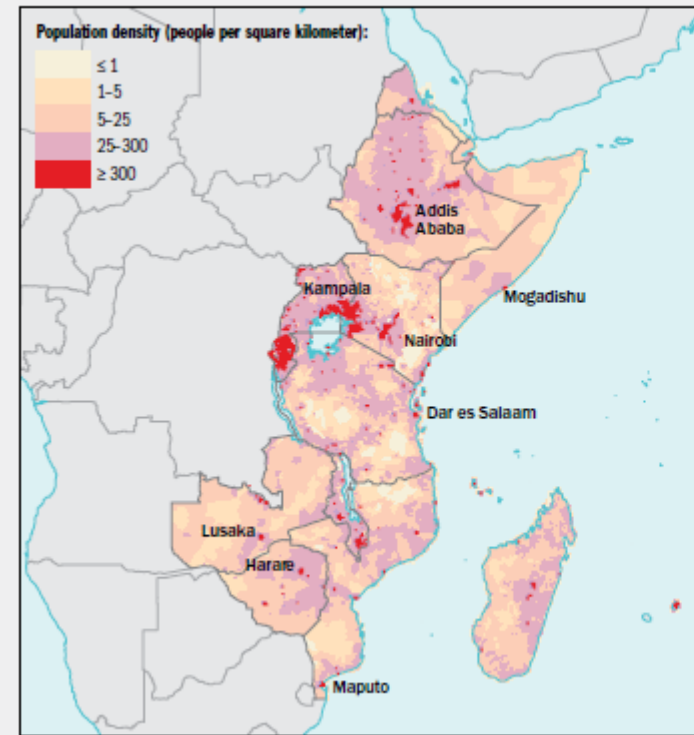 Population density (people per square kilometer):
≤ 1
1–5
5–25
25–300
≥ 300
Addis
Ababa
Kampala
Mogadishu
Nairobi
Dar es Salaam
Lusaka
Harare
Maputo